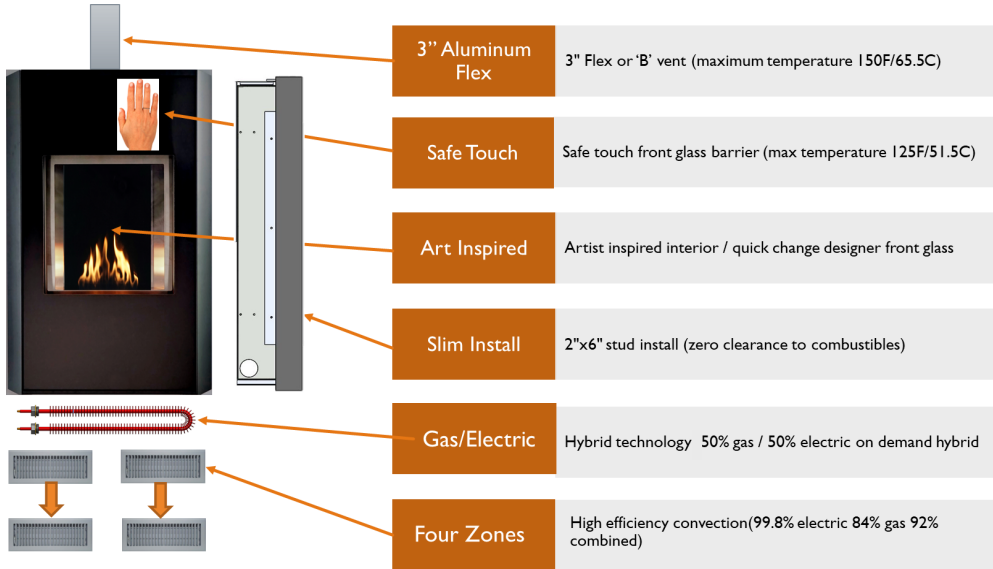 3’’ Aluminum
Flex
3" Flex or ‘B’ vent (maximum temperature 150F/65.5C)
Safe Touch
Safe touch front glass barrier (max temperature 125F/51.5C)
Art Inspired
Artist inspired interior / quick change designer front glass
Slim Install
2"x6" stud install (zero clearance to combustibles)
Gas/Electric
Hybrid technology  50% gas / 50% electric on demand hybrid
Four Zones
High efficiency convection(99.8% electric 84% gas 92%
combined)